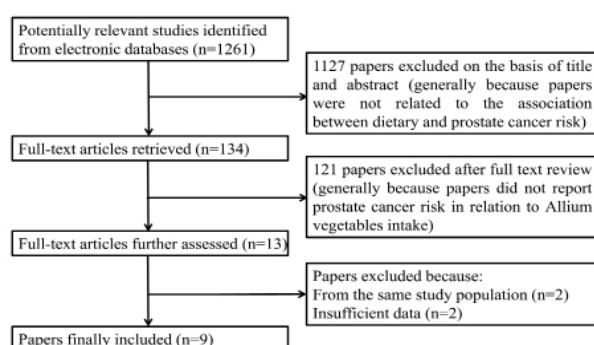 Potentially relevant studies identified
from electronic databases (n=1261)
1127 papers excluded on the basis of title
and abstract (generally because papers
were not related to the association
between dietary and prostate cancer risk)
Full-text articles retrieved (n=134)
121 papers excluded after full text review
(generally because papers did not report
prostate cancer risk in relation to Allium
vegetables intake)
Full-text articles further assessed (n=13)
Papers excluded because:
From the same study population (n=2)
Insufficient data (n=2)
Papers finally included (n=9)